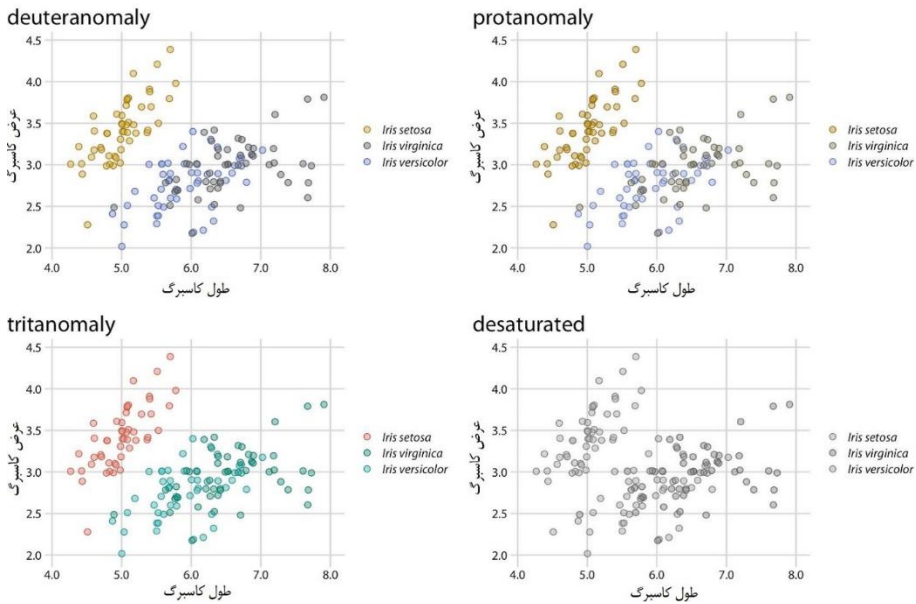 deuteranomaly
4.5
4.0
3.5
3.0
2.5
2.0
عرض کاسبرگ
4.0 5.0 6.0 7.0 8.0
طول کاسبرگ
Iris setosa
Iris virginica
Iris versicolor
protanomaly
4.5
4.0
3.5
3.0
2.5
2.0
عرض کاسبرگ
4.0 5.0 6.0 7.0 8.0
طول کاسبرگ
Iris setosa
Iris virginica
Iris versicolor
tritanomaly
4.5
4.0
3.5
3.0
2.5
2.0
عرض کاسبرگ
4.0 5.0 6.0 7.0 8.0
طول کاسبرگ
Iris setosa
Iris virginica
Iris versicolor
desaturated
4.5
4.0
3.5
3.0
2.5
2.0
عرض کاسبرگ
4.0 5.0 6.0 7.0 8.0
طول کاسبرگ
Iris setosa
Iris virginica
Iris versicolor